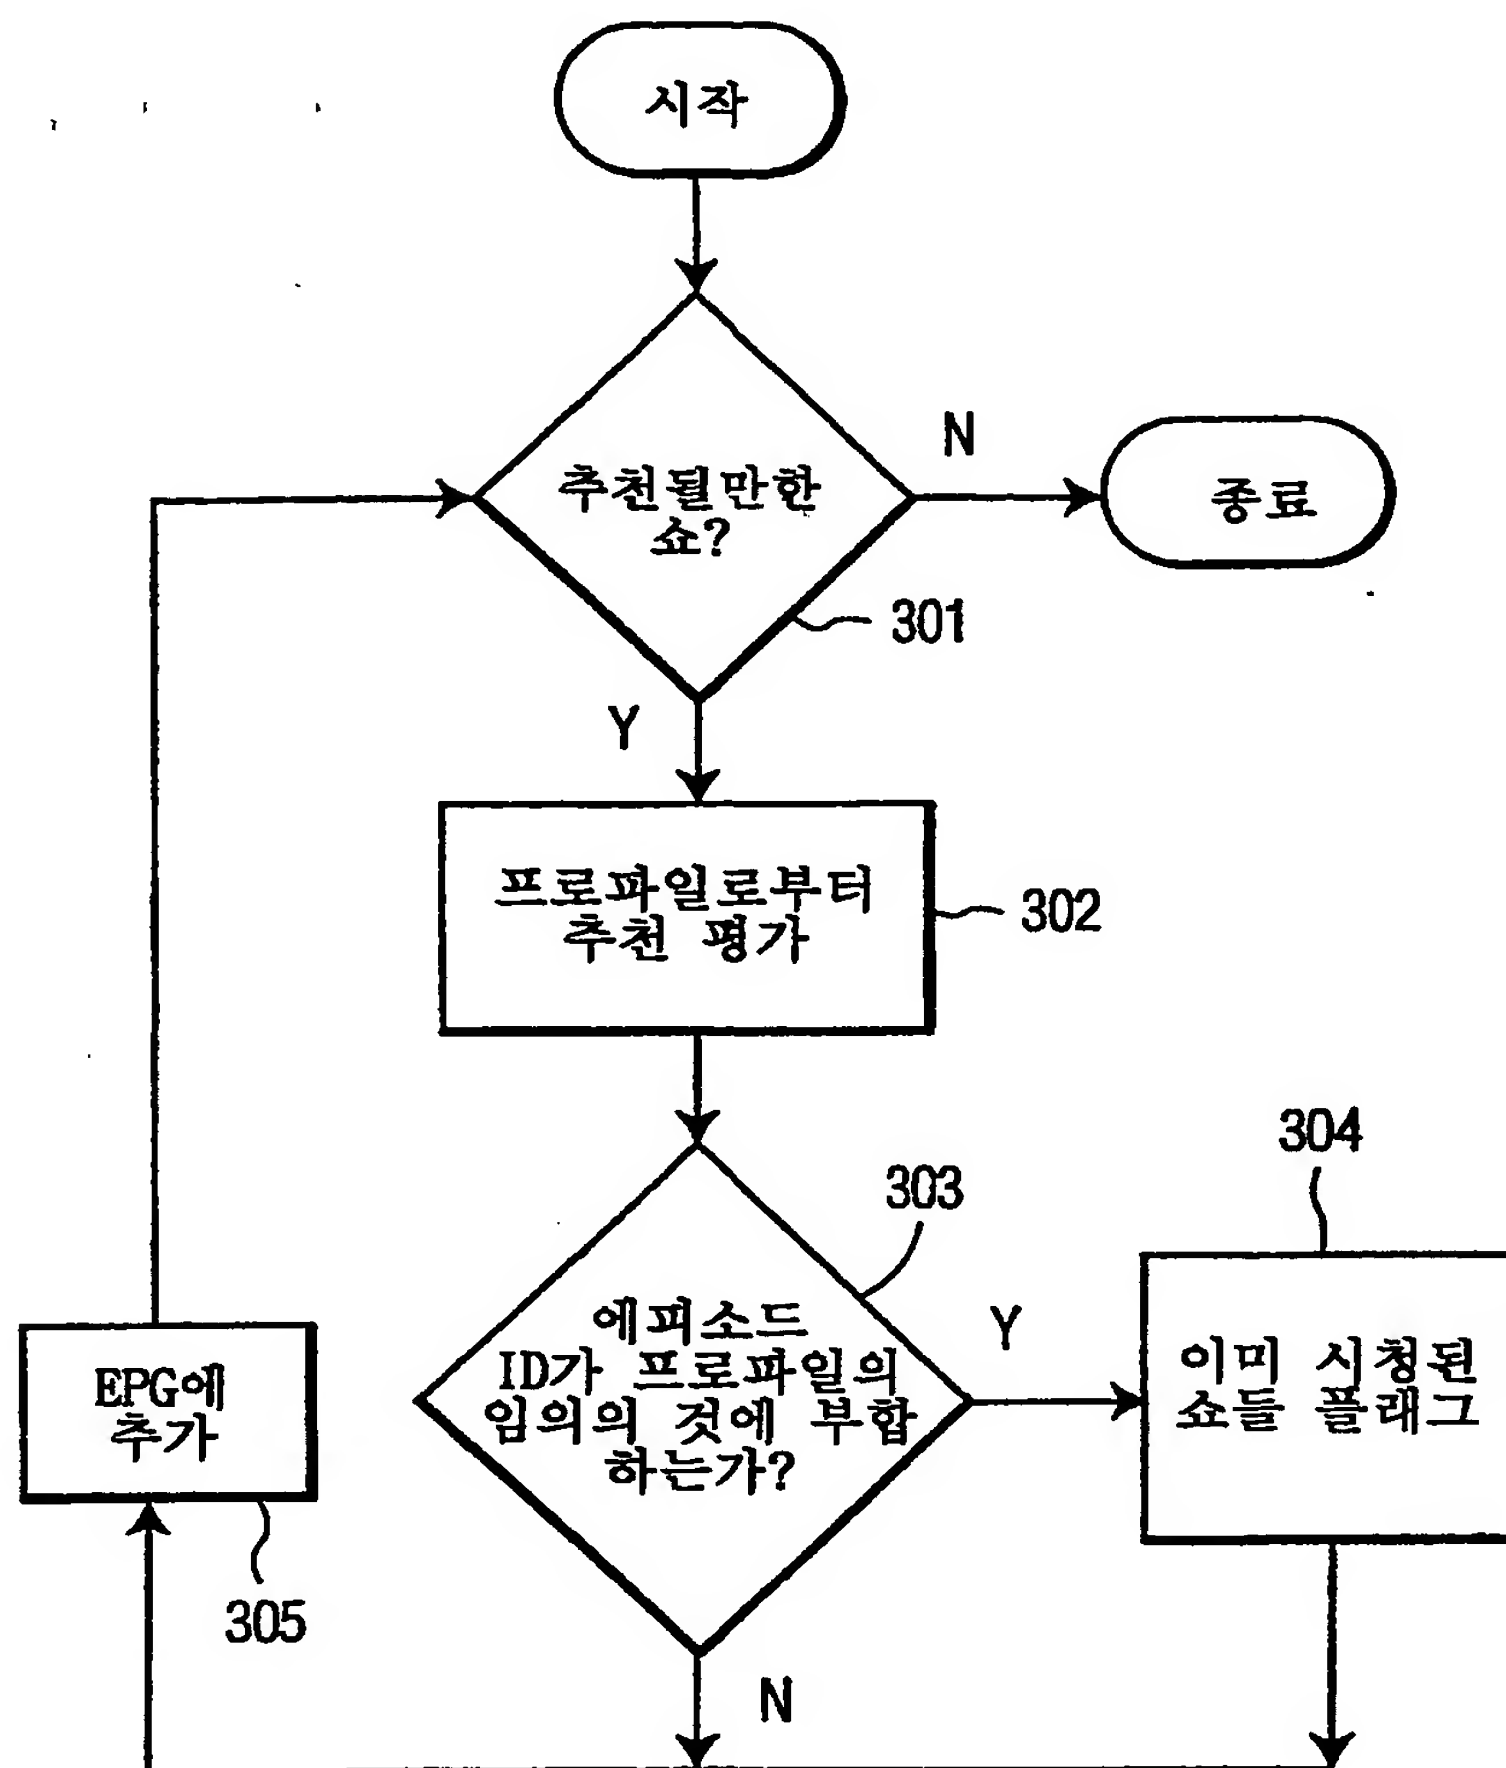 시작
추천될만한
쇼?
N
종료
301
Y
프로파일로부터
추천 평가
302
303
304
에피소드
ID가 프로파일의
임의의 것에 부합
하는가?
Y
이미 시청된
쇼들 플래그
EPG에
추가
305
N